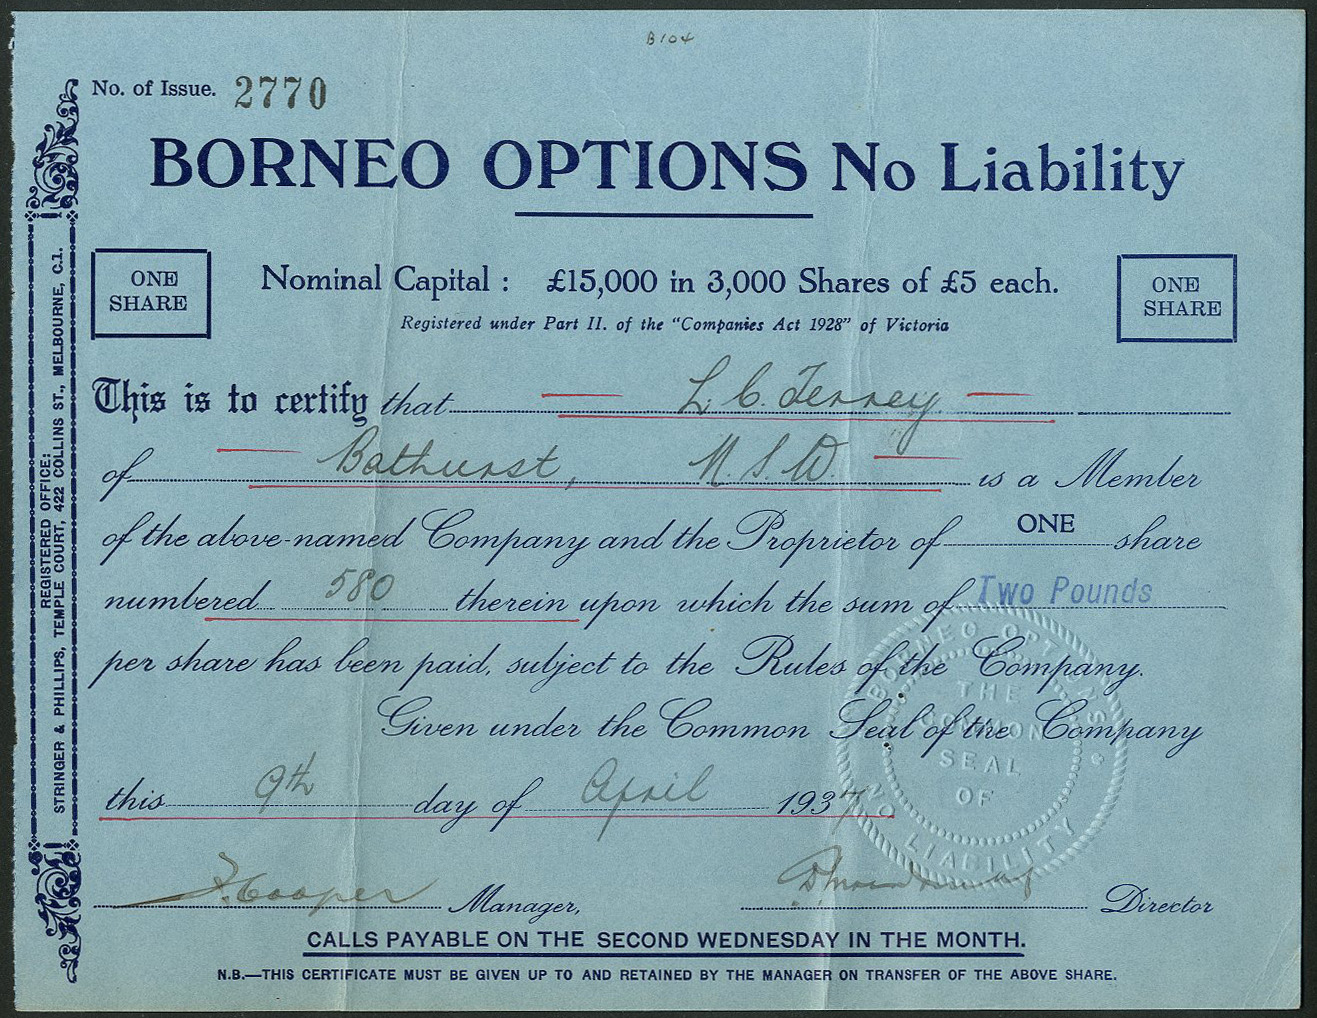 B104
No. of Issue. 2770
BORNEO OPTIONS No Liability
ONE SHARE
Nominal Capital : £15,000 in 3,000 Shares of £5 each.
ONE SHARE
Registered under Part II. of the “Companies Act 1928” of Victoria
This is to certify that L. C. Ferrey
of Bathurst, N. S. W. is a Member
of the above-named Company and the Proprietor of ONE share
numbered 580 therein upon which the sum of Two Pounds
per share has been paid, subject to the Rules of the Company.
Given under the Common Seal of the Company
this 9th day of April 1937
Cooper Manager,
Director
CALLS PAYABLE ON THE SECOND WEDNESDAY IN THE MONTH.
N.B.—THIS CERTIFICATE MUST BE GIVEN UP TO AND RETAINED BY THE MANAGER ON TRANSFER OF THE ABOVE SHARE.
REGISTERED OFFICE:
STRINGER & PHILLIPS, TEMPLE COURT, 422 COLLINS ST., MELBOURNE, C.1.
BORNEO OPTIONS
NO LIABILITY
THE
COMMON
SEAL
OF